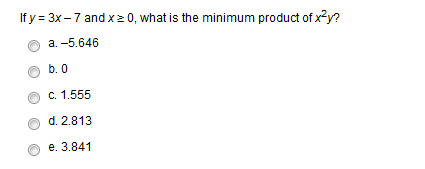 If y = 3x – 7 and x ≥ 0, what is the minimum product of x²y?
a. –5.646
b. 0
c. 1.555
d. 2.813
e. 3.841